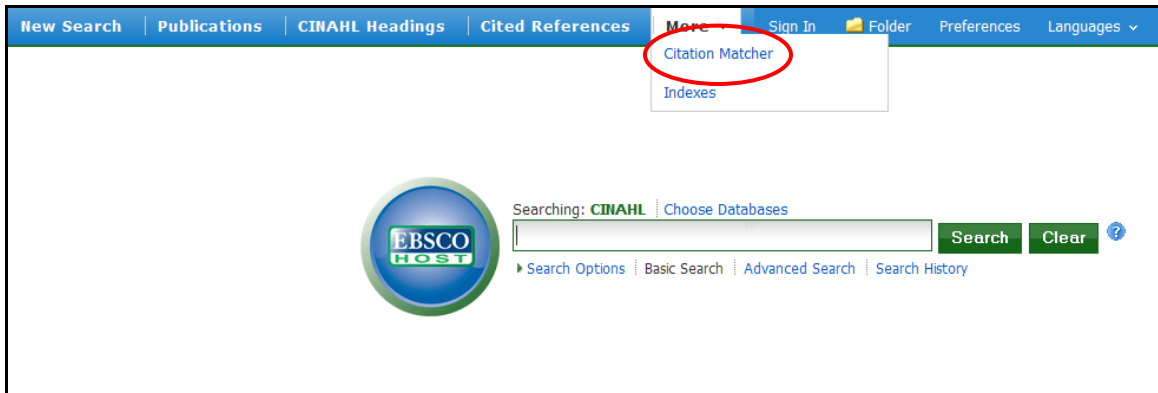 New Search Publications CINAHL Headings Cited References More Sign In Folder Preferences Languages
Citation Matcher
Indexes
Searching: CINAHL Choose Databases
EBSCO
HOST
Search Clear ?
Search Options Basic Search Advanced Search Search History